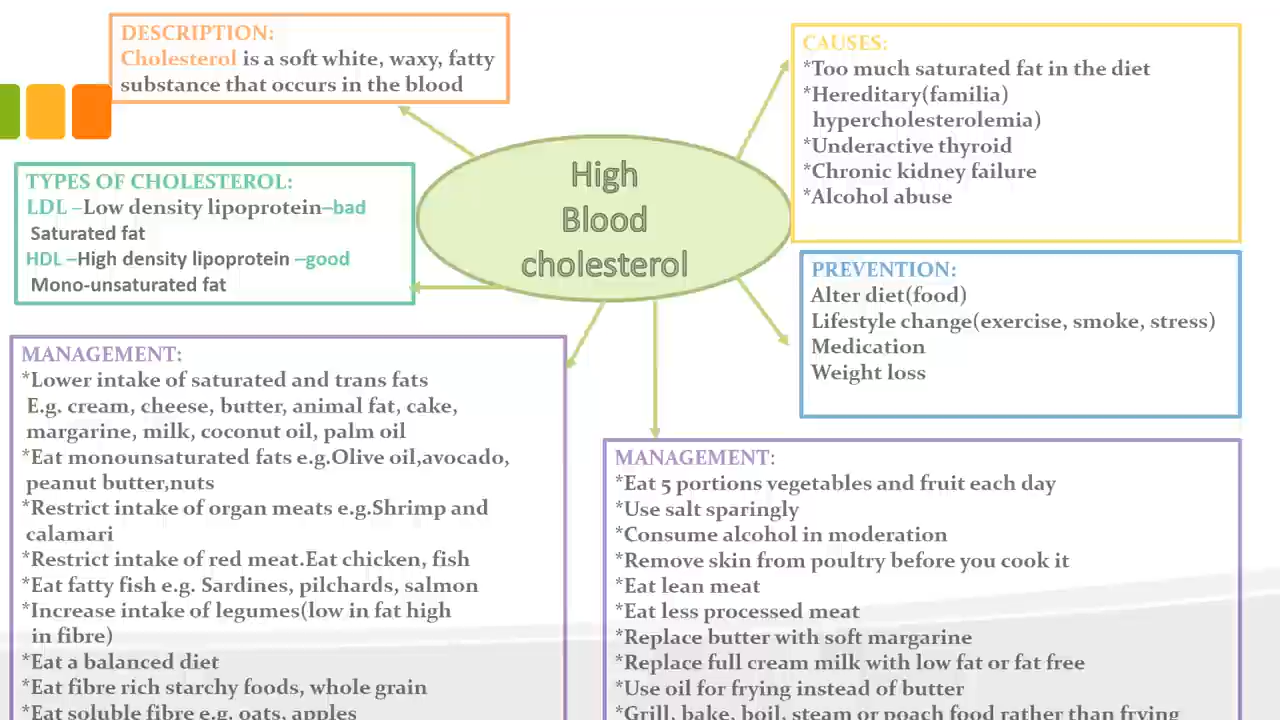 DESCRIPTION:
Cholesterol is a soft white, waxy, fatty
substance that occurs in the blood
CAUSES:
*Too much saturated fat in the diet
*Hereditary(familia)
hypercholesterolemia)
*Underactive thyroid
*Chronic kidney failure
*Alcohol abuse
High
Blood
cholesterol
TYPES OF CHOLESTEROL:
LDL –Low density lipoprotein–bad
Saturated fat
HDL –High density lipoprotein –good
Mono-unsaturated fat
PREVENTION:
Alter diet(food)
Lifestyle change(exercise, smoke, stress)
Medication
Weight loss
MANAGEMENT:
*Lower intake of saturated and trans fats
E.g. cream, cheese, butter, animal fat, cake,
margarine, milk, coconut oil, palm oil
*Eat monounsaturated fats e.g.Olive oil,avocado,
peanut butter,nuts
*Restrict intake of organ meats e.g.Shrimp and
calamari
*Restrict intake of red meat.Eat chicken, fish
*Eat fatty fish e.g. Sardines, pilchards, salmon
*Increase intake of legumes(low in fat high
in fibre)
*Eat a balanced diet
*Eat fibre rich starchy foods, whole grain
*Eat soluble fibre e.g. oats, apples
MANAGEMENT:
*Eat 5 portions vegetables and fruit each day
*Use salt sparingly
*Consume alcohol in moderation
*Remove skin from poultry before you cook it
*Eat lean meat
*Eat less processed meat
*Replace butter with soft margarine
*Replace full cream milk with low fat or fat free
*Use oil for frying instead of butter
*Grill, bake, boil, steam or poach food rather than frying